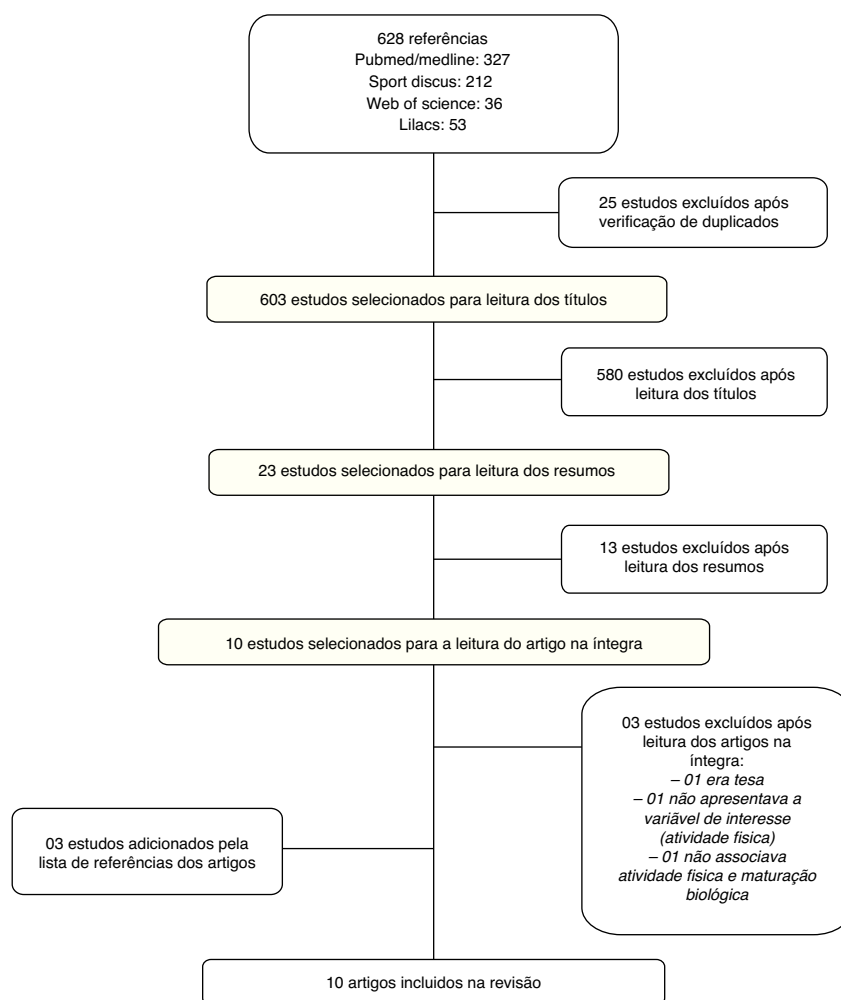 628 referências
Pubmed/medline: 327
Sport discus: 212
Web of science: 36
Lilacs: 53
25 estudos excluídos após
verificação de duplicados
603 estudos selecionados para leitura dos títulos
580 estudos excluídos após
leitura dos títulos
23 estudos selecionados para leitura dos resumos
13 estudos excluídos após
leitura dos resumos
10 estudos selecionados para a leitura do artigo na íntegra
03 estudos excluídos após
leitura dos artigos na
íntegra:
– 01 era tesa
– 01 não apresentava a
variãvel de interesse
(atividade fisica)
– 01 não associava
atividade fisica e maturação
biológica
03 estudos adicionados pela
lista de referências dos artigos
10 artigos incluidos na revisão